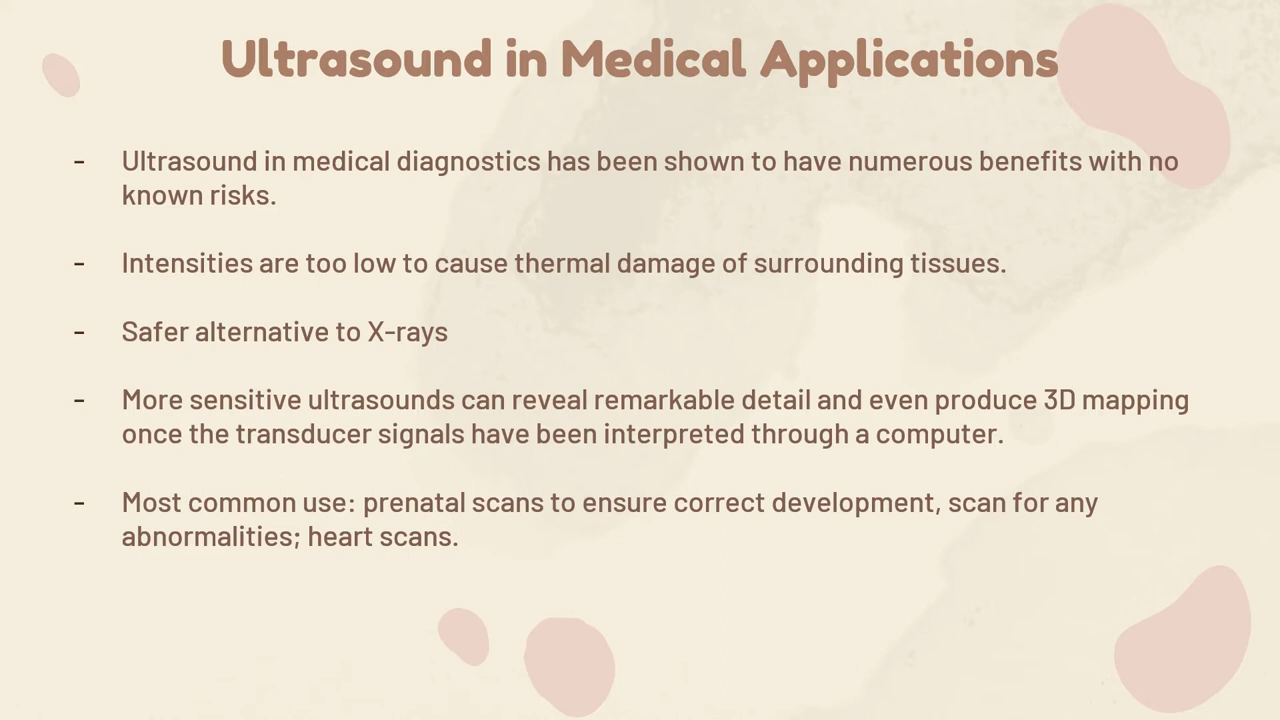 Ultrasound in Medical Applications
- Ultrasound in medical diagnostics has been shown to have numerous benefits with no
known risks.
- Intensities are too low to cause thermal damage of surrounding tissues.
- Safer alternative to X-rays
- More sensitive ultrasounds can reveal remarkable detail and even produce 3D mapping
once the transducer signals have been interpreted through a computer.
- Most common use: prenatal scans to ensure correct development, scan for any
abnormalities; heart scans.